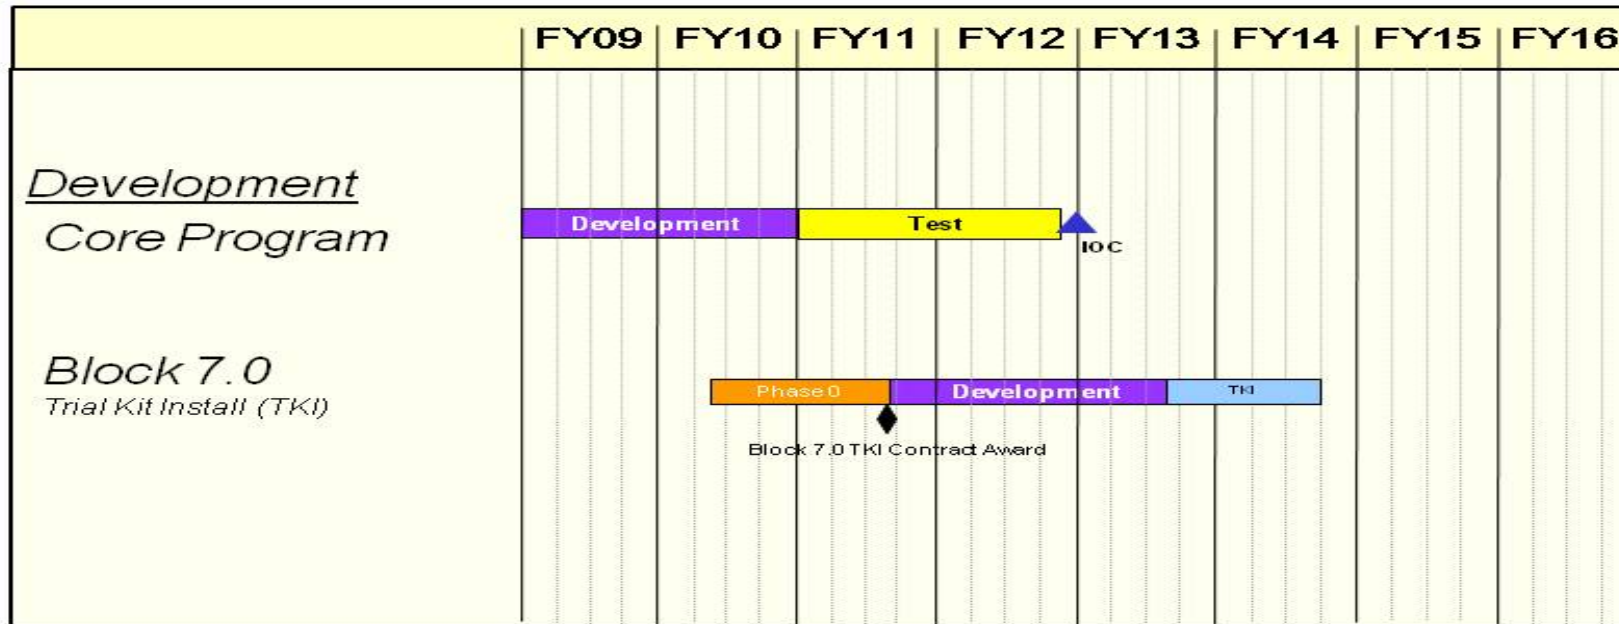 FY09 FY10 FY11 FY12 FY13 FY14 FY15 FY16
Development
Core Program
Development
Test
IOC
Block 7.0
Trial Kit Install (TKI)
Phase 0
Development
TKI
Block 7.0 TKI Contract Award